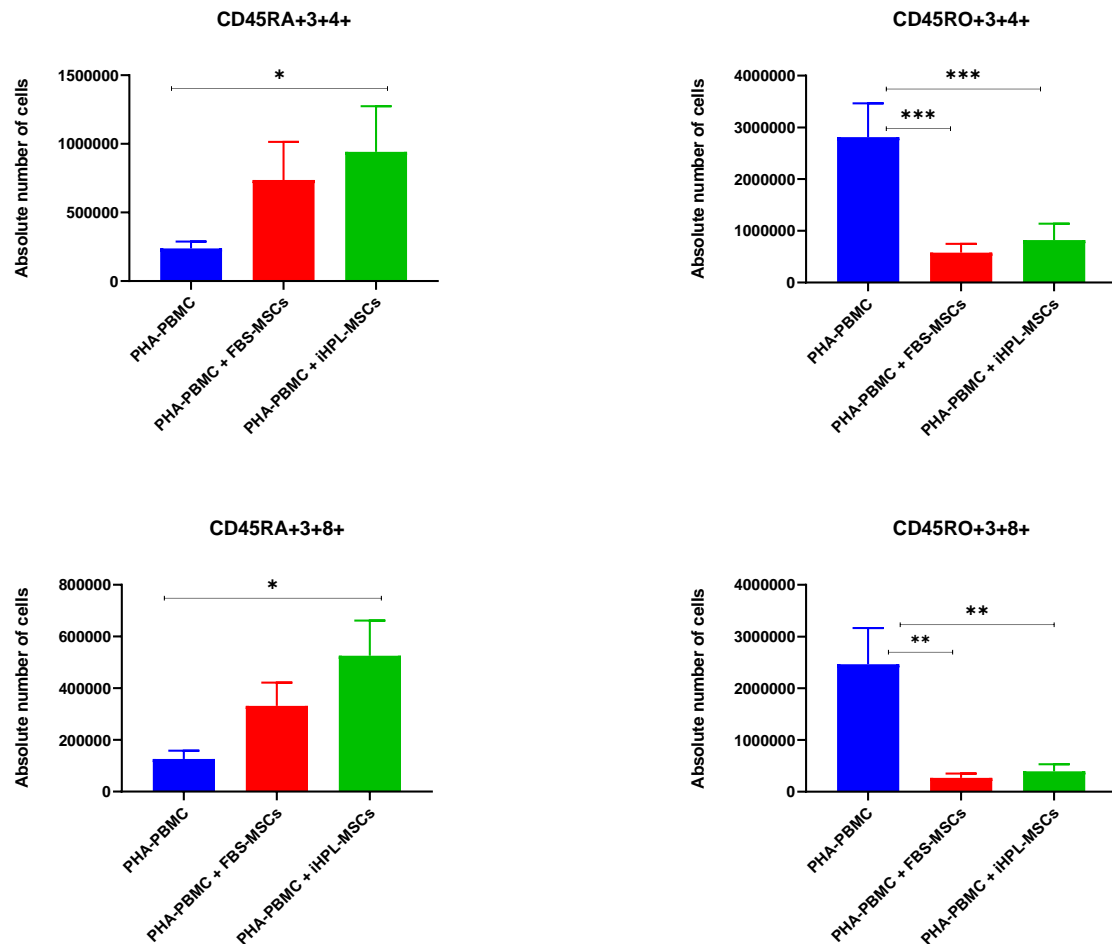 CD45RA+3+4+
Absolute number of cells
1500000
1000000
500000
0
*
PHA-PBMC
PHA-PBMC + FBS-MSCs
PHA-PBMC + iHPL-MSCs
CD45RO+3+4+
Absolute number of cells
4000000
3000000
2000000
1000000
0
***
***
PHA-PBMC
PHA-PBMC + FBS-MSCs
PHA-PBMC + iHPL-MSCs
CD45RA+3+8+
Absolute number of cells
800000
600000
400000
200000
0
*
PHA-PBMC
PHA-PBMC + FBS-MSCs
PHA-PBMC + iHPL-MSCs
CD45RO+3+8+
Absolute number of cells
4000000
3000000
2000000
1000000
0
**
**
PHA-PBMC
PHA-PBMC + FBS-MSCs
PHA-PBMC + iHPL-MSCs